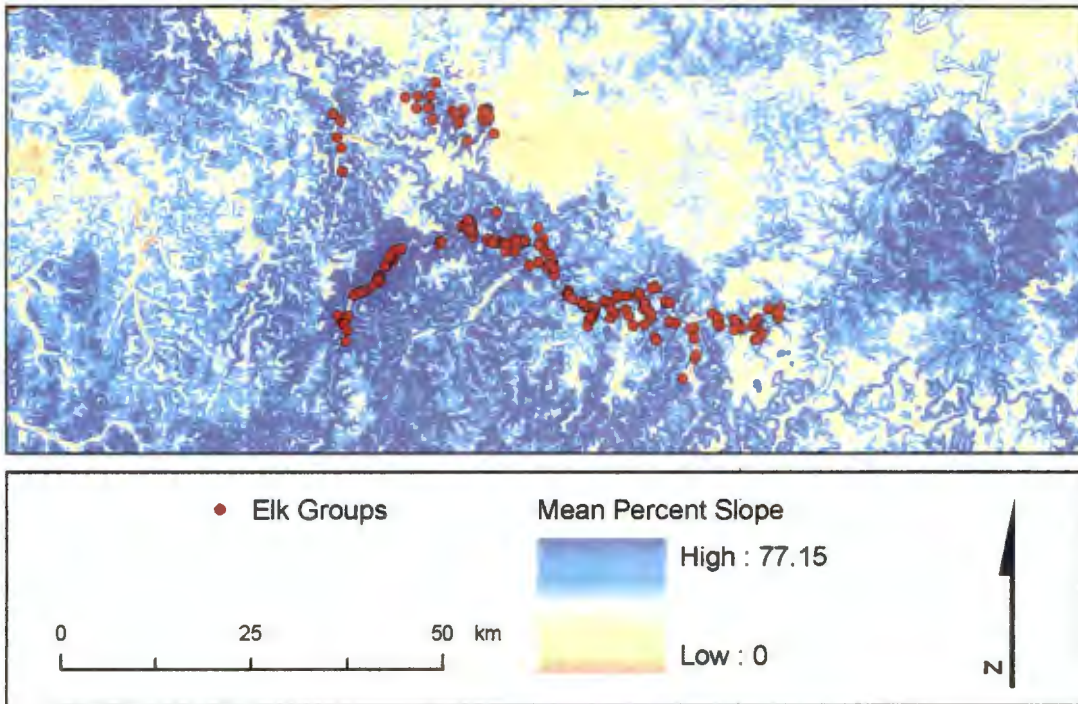 Elk Groups
Mean Percent Slope
High : 77.15
Low : 0
0 25 50 km
N